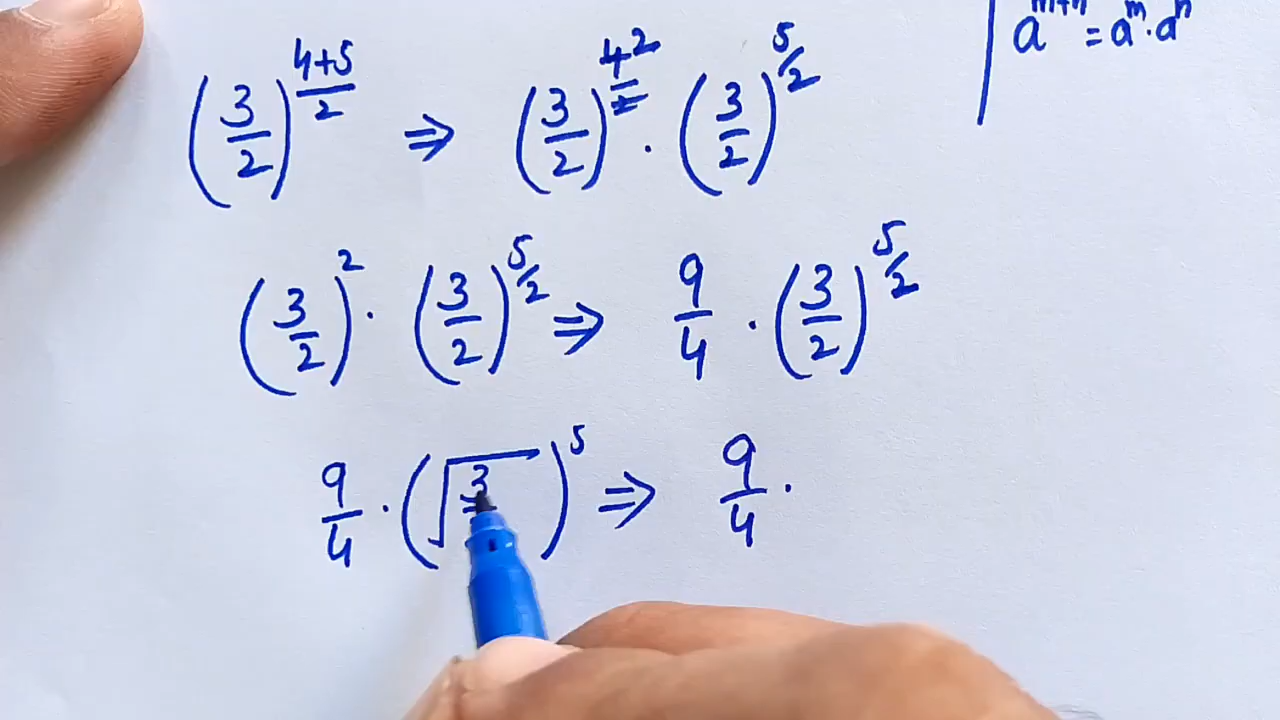 a^{m+n} = a^m · a^n
(3/2)^{(4+5)/2} ⇒ (3/2)^{4̶ 2/2̶} · (3/2)^{5/2}
(3/2)^2 · (3/2)^{5/2} ⇒ 9/4 · (3/2)^{5/2}
9/4 · (√3/ )^5 ⇒ 9/4 ·